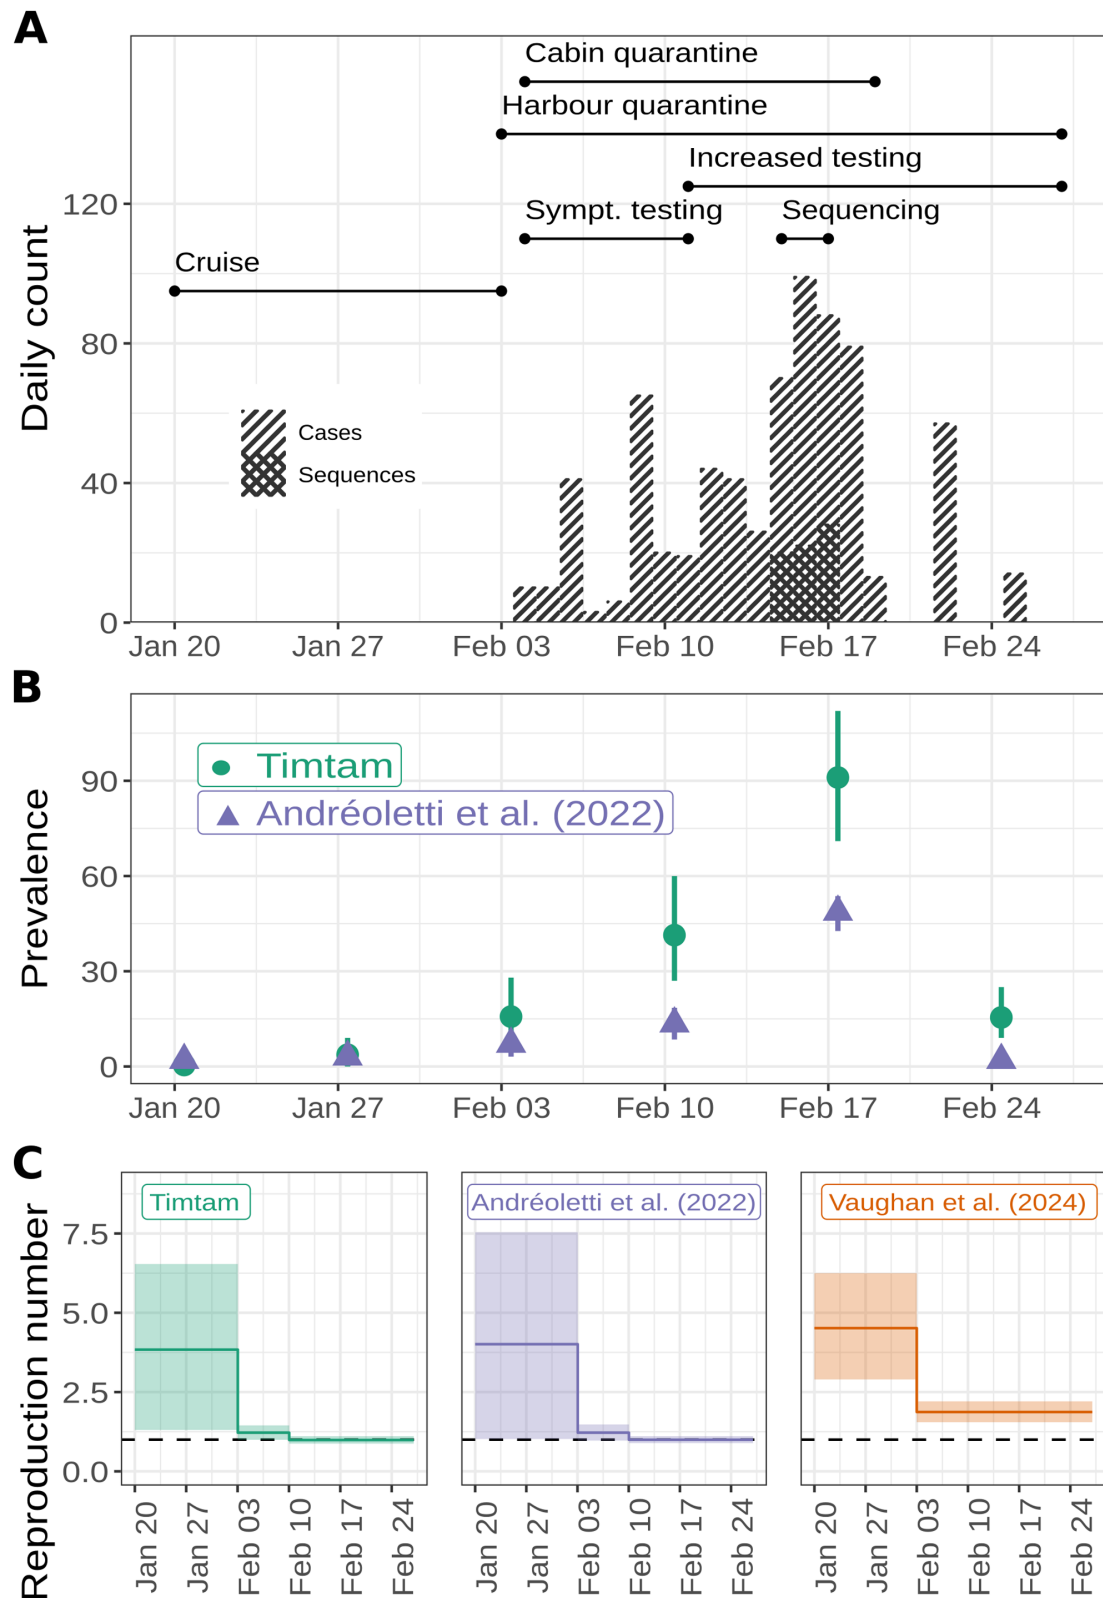 A
Cabin quarantine
Harbour quarantine
Increased testing
Sympt. testing
Sequencing
Cruise
Daily count
120
80
40
0
Cases
Sequences
Jan 20
Jan 27
Feb 03
Feb 10
Feb 17
Feb 24
B
Timtam
Andréoletti et al. (2022)
Prevalence
90
60
30
0
Jan 20
Jan 27
Feb 03
Feb 10
Feb 17
Feb 24
C
Timtam
Andréoletti et al. (2022)
Vaughan et al. (2024)
Reproduction number
7.5
5.0
2.5
0.0
Jan 20
Jan 27
Feb 03
Feb 10
Feb 17
Feb 24
Jan 20
Jan 27
Feb 03
Feb 10
Feb 17
Feb 24
Jan 20
Jan 27
Feb 03
Feb 10
Feb 17
Feb 24